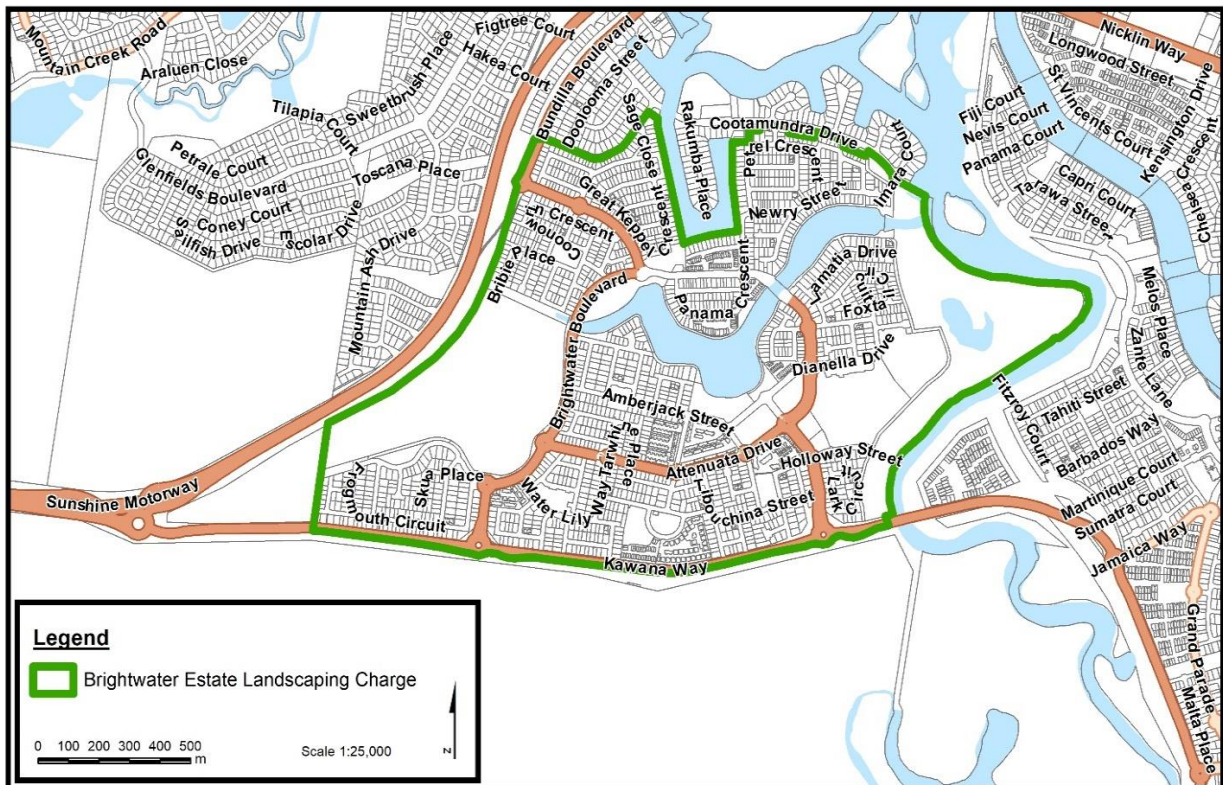 Mountain Creek Road
Araluen Close
Figtree Court
Hakea Court
Sweetbrush Place
Tilapia Court
Petrale Court
Glenfields Boulevard
Coney Court
Sailfish Drive
Escolar Drive
Toscana Place
Mountain Ash Drive
Sunshine Motorway
Bundilla Boulevard
Doolooma Street
Sage Close
Rakumba Place
Cootamundra Drive
Imara Court
Newry Street
Great Keppel
Crescent
Crescent
Bribie Place
Brightwater Boulevard
Panama
Crescent
Lamatia Drive
Dianella Drive
Amberjack Street
Attenuata Drive
Holloway Street
Lark
Circuit
Frogmouth Circuit
Place
Water Lily
Way
Place
Kawana Way
Nicklin Way
Longwood Street
St Vincents Court
Kensington Drive
Chelsea Crescent
Fiji Court
Nevis Court
Panama Court
Capri Court
Tarawa Street
Melos Place
Zante Lane
Fitzroy Court
Tahiti Street
Barbados Way
Martinique Court
Sumatra Court
Jamaica Way
Grand Parade
Malta Place
Legend
Brightwater Estate Landscaping Charge
0 100 200 300 400 500
m
Scale 1:25,000
N